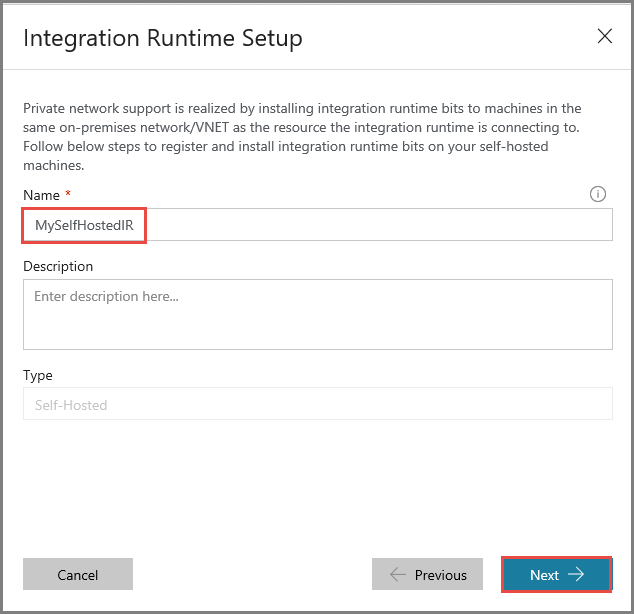 Integration Runtime Setup
Private network support is realized by installing integration runtime bits to machines in the
same on-premises network/VNET as the resource the integration runtime is connecting to.
Follow below steps to register and install integration runtime bits on your self-hosted
machines.
Name *
MySelfHostedIR
Description
Enter description here...
Type
Self-Hosted
Cancel
Previous
Next